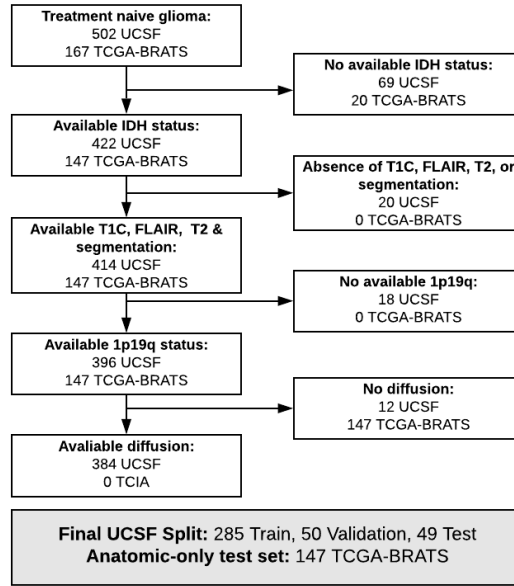 Treatment naive glioma:
502 UCSF
167 TCGA-BRATS
No available IDH status:
69 UCSF
20 TCGA-BRATS
Available IDH status:
422 UCSF
147 TCGA-BRATS
Absence of T1C, FLAIR, T2, or
segmentation:
20 UCSF
0 TCGA-BRATS
Available T1C, FLAIR, T2 &
segmentation:
414 UCSF
147 TCGA-BRATS
No available 1p19q:
18 UCSF
0 TCGA-BRATS
Available 1p19q status:
396 UCSF
147 TCGA-BRATS
No diffusion:
12 UCSF
147 TCGA-BRATS
Avaliable diffusion:
384 UCSF
0 TCIA
Final UCSF Split: 285 Train, 50 Validation, 49 Test
Anatomic-only test set: 147 TCGA-BRATS